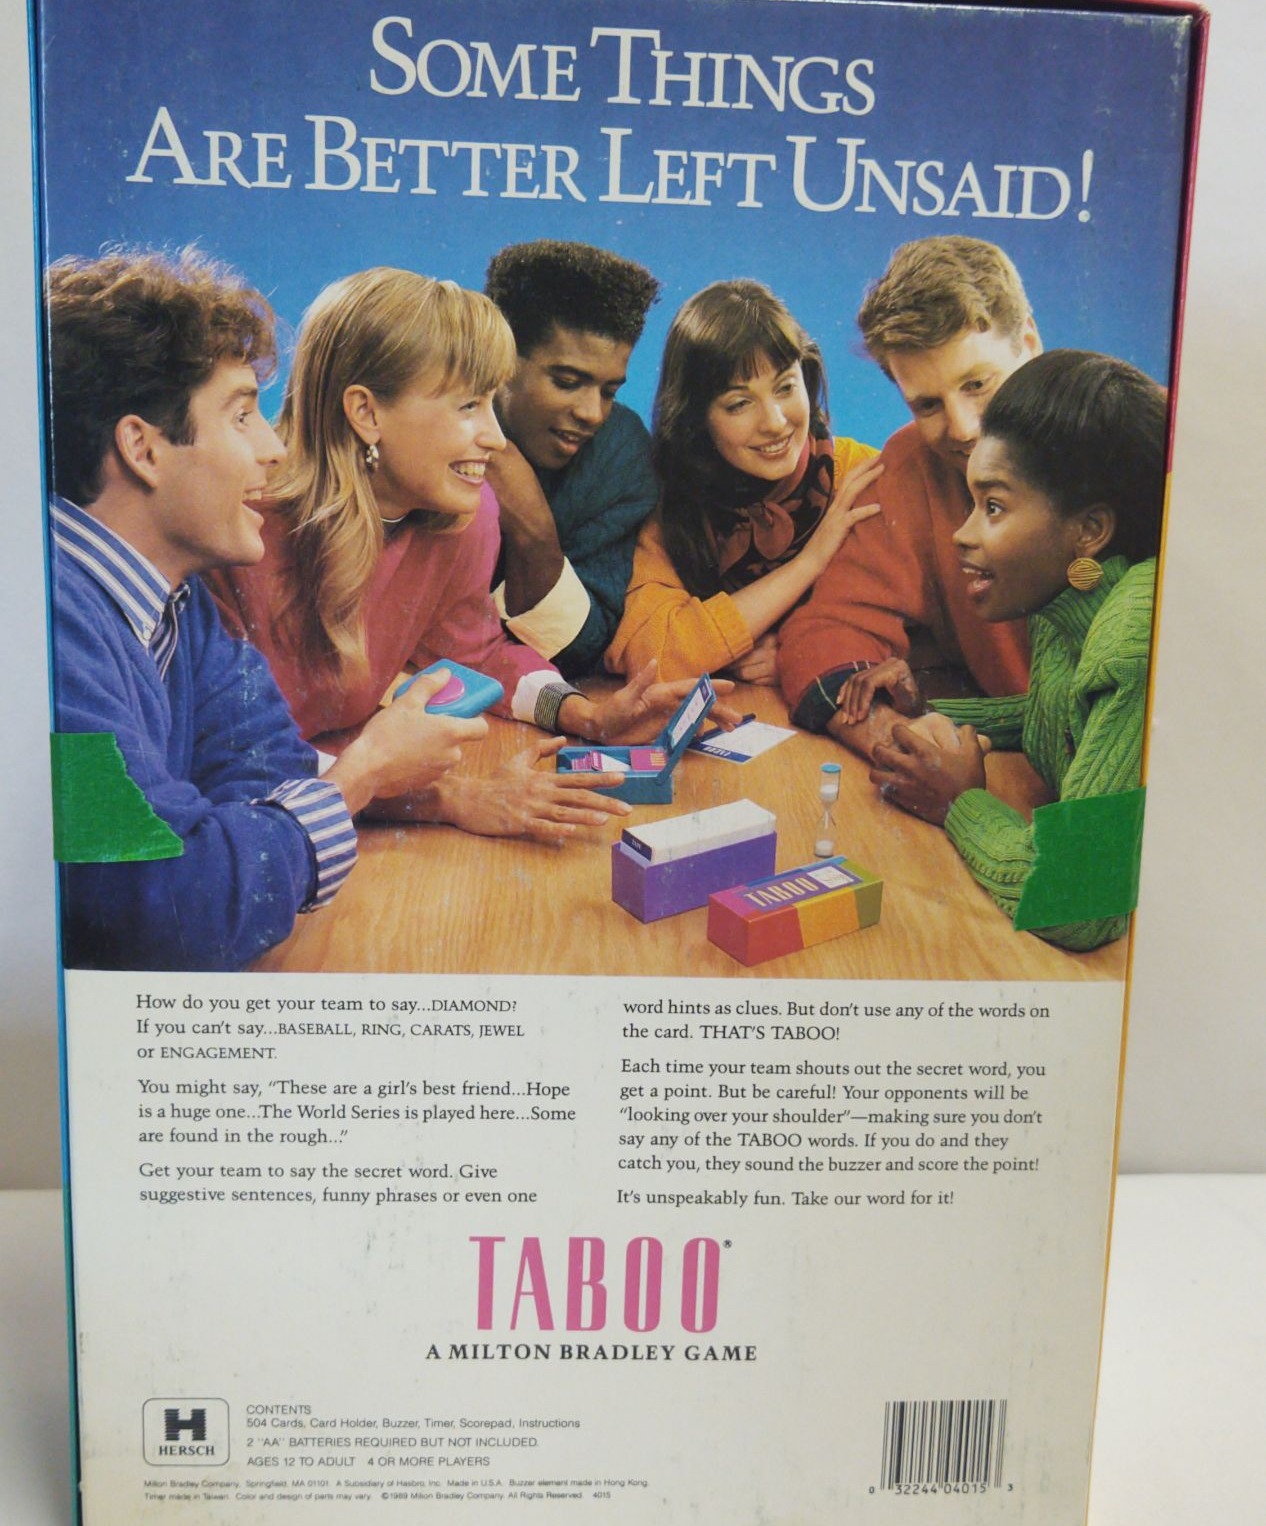 SOME THINGS
ARE BETTER LEFT UNSAID!
TABOO
How do you get your team to say...DIAMOND?
If you can't say...BASEBALL, RING, CARATS, JEWEL
or ENGAGEMENT.
You might say, "These are a girl's best friend...Hope
is a huge one...The World Series is played here...Some
are found in the rough..."
Get your team to say the secret word. Give
suggestive sentences, funny phrases or even one
word hints as clues. But don't use any of the words on
the card. THAT'S TABOO!
Each time your team shouts out the secret word, you
get a point. But be careful! Your opponents will be
"looking over your shoulder"—making sure you don't
say any of the TABOO words. If you do and they
catch you, they sound the buzzer and score the point!
It's unspeakably fun. Take our word for it!
TABOO®
A MILTON BRADLEY GAME
H
HERSCH
CONTENTS
504 Cards, Card Holder, Buzzer, Timer, Scorepad, Instructions
2 "AA" BATTERIES REQUIRED BUT NOT INCLUDED.
AGES 12 TO ADULT 4 OR MORE PLAYERS
Milton Bradley Company, Springfield, MA 01101. A Subsidiary of Hasbro, Inc. Made in U.S.A. Buzzer element made in Hong Kong.
Timer made in Taiwan. Color and design of parts may vary. ©1989 Milton Bradley Company. All Rights Reserved. 4015
0 32244 04015 3